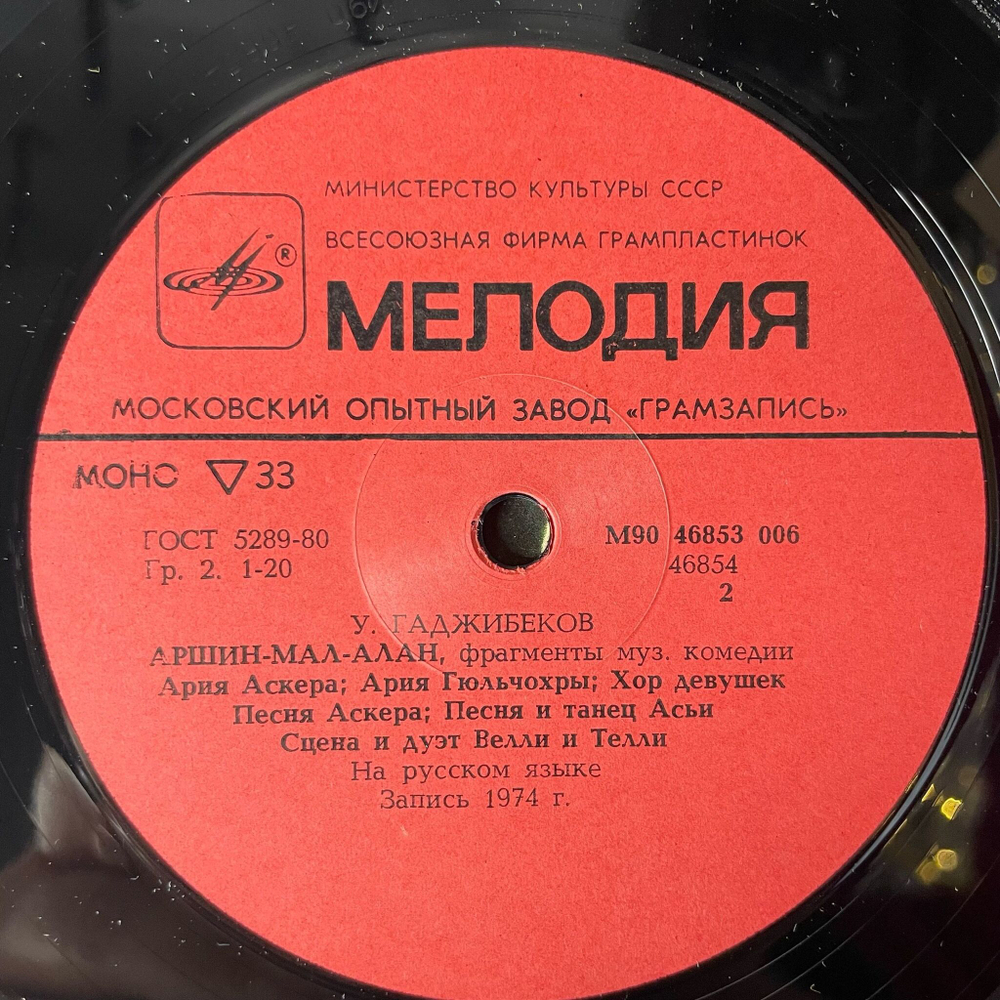 МИНИСТЕРСТВО КУЛЬТУРЫ СССР
ВСЕСОЮЗНАЯ ФИРМА ГРАМПЛАСТИНОК
®
МЕЛОДИЯ
МОСКОВСКИЙ ОПЫТНЫЙ ЗАВОД «ГРАМЗАПИСЬ»
МОНО ▽ 33
ГОСТ 5289-80
Гр. 2. 1-20
М90 46853 006
46854
2
У. ГАДЖИБЕКОВ
АРШИН-МАЛ-АЛАН, фрагменты муз. комедии
Ария Аскера; Ария Гюльчохры; Хор девушек
Песня Аскера; Песня и танец Асьи
Сцена и дуэт Велли и Телли
На русском языке
Запись 1974 г.